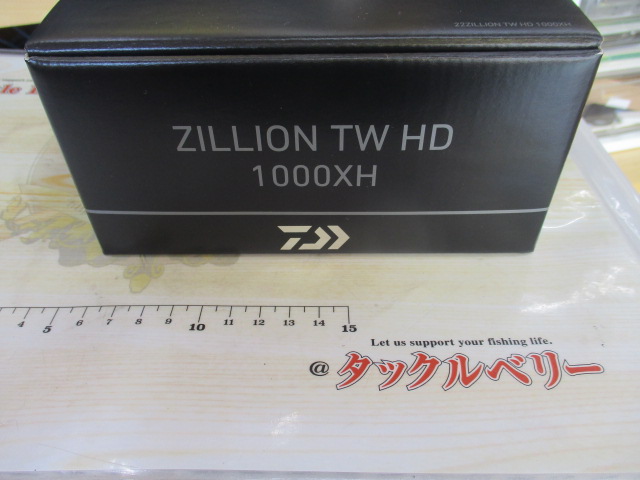 22ZILLION TW HD 1000XH
ZILLION TW HD
1000XH
4 5 6 7 8 9 10 11 12 13 14 15
Let us support your fishing life.
@タックルベリー